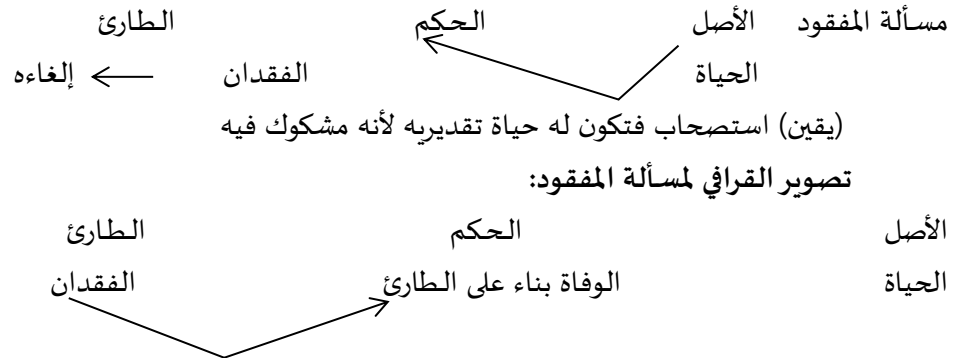 مسألة المفقود الأصل الحكم الطارئ
الحياة الفقدان إلغاءه
(يقين) استصحاب فتكون له حياة تقديريه لأنه مشكوك فيه
تصوير القرافي لمسألة المفقود:
الأصل الحكم الطارئ
الحياة الوفاة بناء على الطارئ الفقدان